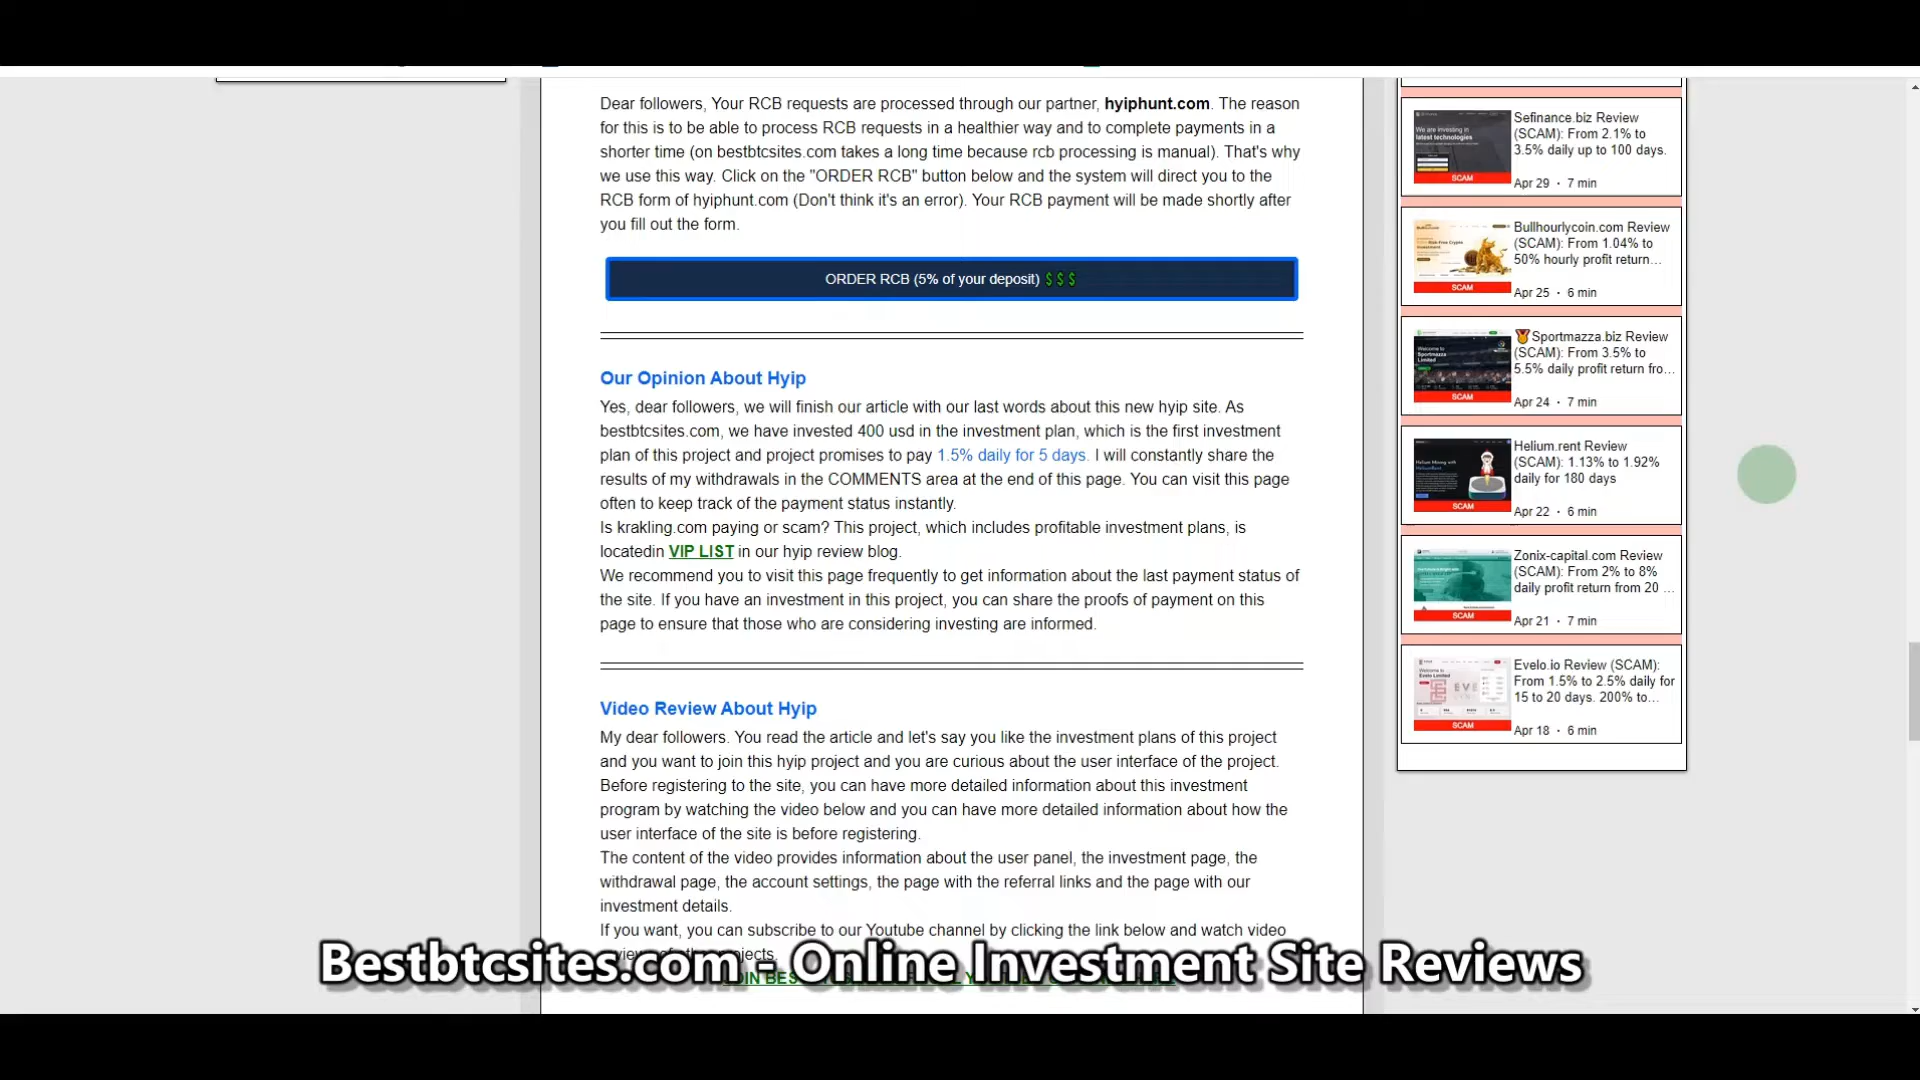 Dear followers, Your RCB requests are processed through our partner, hyiphunt.com. The reason
for this is to be able to process RCB requests in a healthier way and to complete payments in a
shorter time (on bestbtcsites.com takes a long time because rcb processing is manual). That's why
we use this way. Click on the "ORDER RCB" button below and the system will direct you to the
RCB form of hyiphunt.com (Don't think it's an error). Your RCB payment will be made shortly after
you fill out the form.
ORDER RCB (5% of your deposit) $ $ $
Our Opinion About Hyip
Yes, dear followers, we will finish our article with our last words about this new hyip site. As
bestbtcsites.com, we have invested 400 usd in the investment plan, which is the first investment
plan of this project and project promises to pay 1.5% daily for 5 days. I will constantly share the
results of my withdrawals in the COMMENTS area at the end of this page. You can visit this page
often to keep track of the payment status instantly.
Is krakling.com paying or scam? This project, which includes profitable investment plans, is
locatedin VIP LIST in our hyip review blog.
We recommend you to visit this page frequently to get information about the last payment status of
the site. If you have an investment in this project, you can share the proofs of payment on this
page to ensure that those who are considering investing are informed.
Video Review About Hyip
My dear followers. You read the article and let's say you like the investment plans of this project
and you want to join this hyip project and you are curious about the user interface of the project.
Before registering to the site, you can have more detailed information about this investment
program by watching the video below and you can have more detailed information about how the
user interface of the site is before registering.
The content of the video provides information about the user panel, the investment page, the
withdrawal page, the account settings, the page with the referral links and the page with our
investment details.
If you want, you can subscribe to our Youtube channel by clicking the link below and watch video
Bestbtcsites.com - Online Investment Site Reviews
Sefinance.biz Review
(SCAM): From 2.1% to
3.5% daily up to 100 days.
We are investing in
latest technologies
SCAM
Apr 29 · 7 min
Bullhourlycoin.com Review
(SCAM): From 1.04% to
50% hourly profit return…
SCAM
Apr 25 · 6 min
🏅Sportmazza.biz Review
(SCAM): From 3.5% to
5.5% daily profit return fro…
Welcome to
Sportmazza
Limited
SCAM
Apr 24 · 7 min
Helium.rent Review
(SCAM): 1.13% to 1.92%
daily for 180 days
SCAM
Apr 22 · 6 min
Zonix-capital.com Review
(SCAM): From 2% to 8%
daily profit return from 20 …
SCAM
Apr 21 · 7 min
Evelo.io Review (SCAM):
From 1.5% to 2.5% daily for
15 to 20 days. 200% to…
SCAM
Apr 18 · 6 min